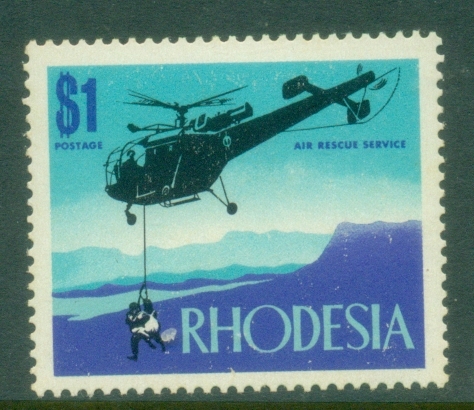 $1
POSTAGE
AIR RESCUE SERVICE
RHODESIA